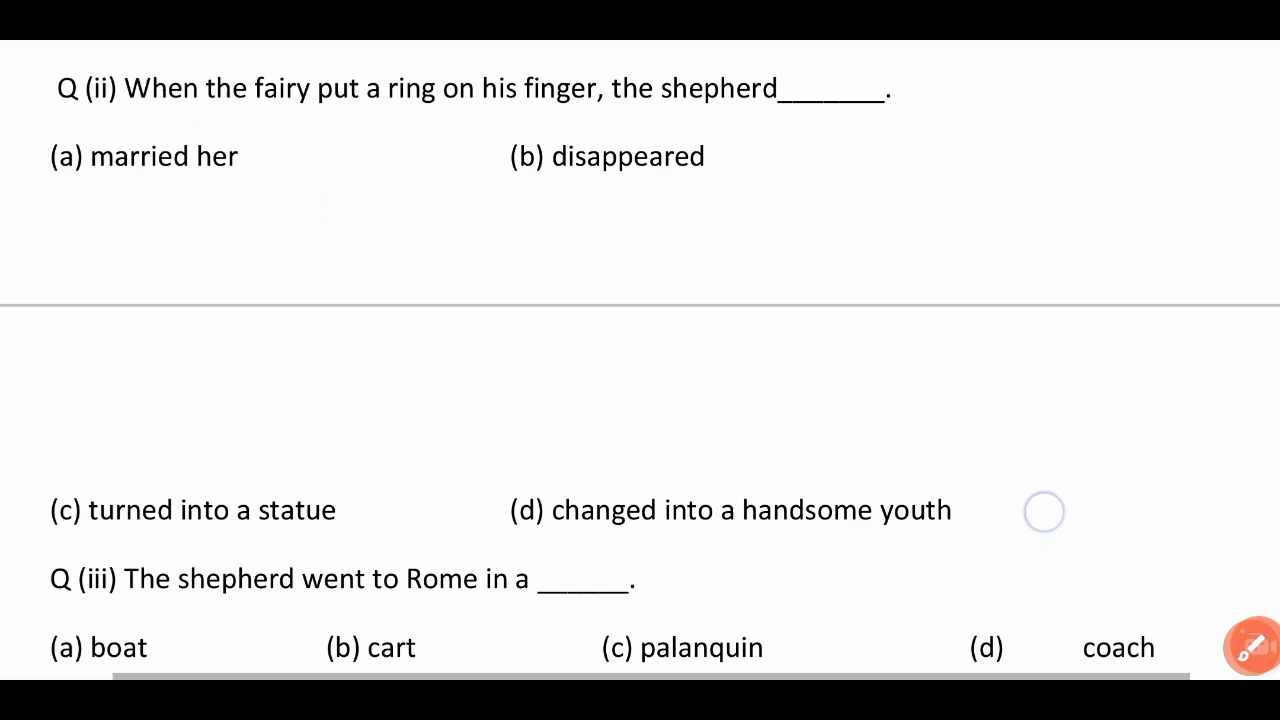 Q (ii) When the fairy put a ring on his finger, the shepherd_______.
(a) married her (b) disappeared
(c) turned into a statue (d) changed into a handsome youth
Q (iii) The shepherd went to Rome in a ______.
(a) boat (b) cart (c) palanquin (d) coach